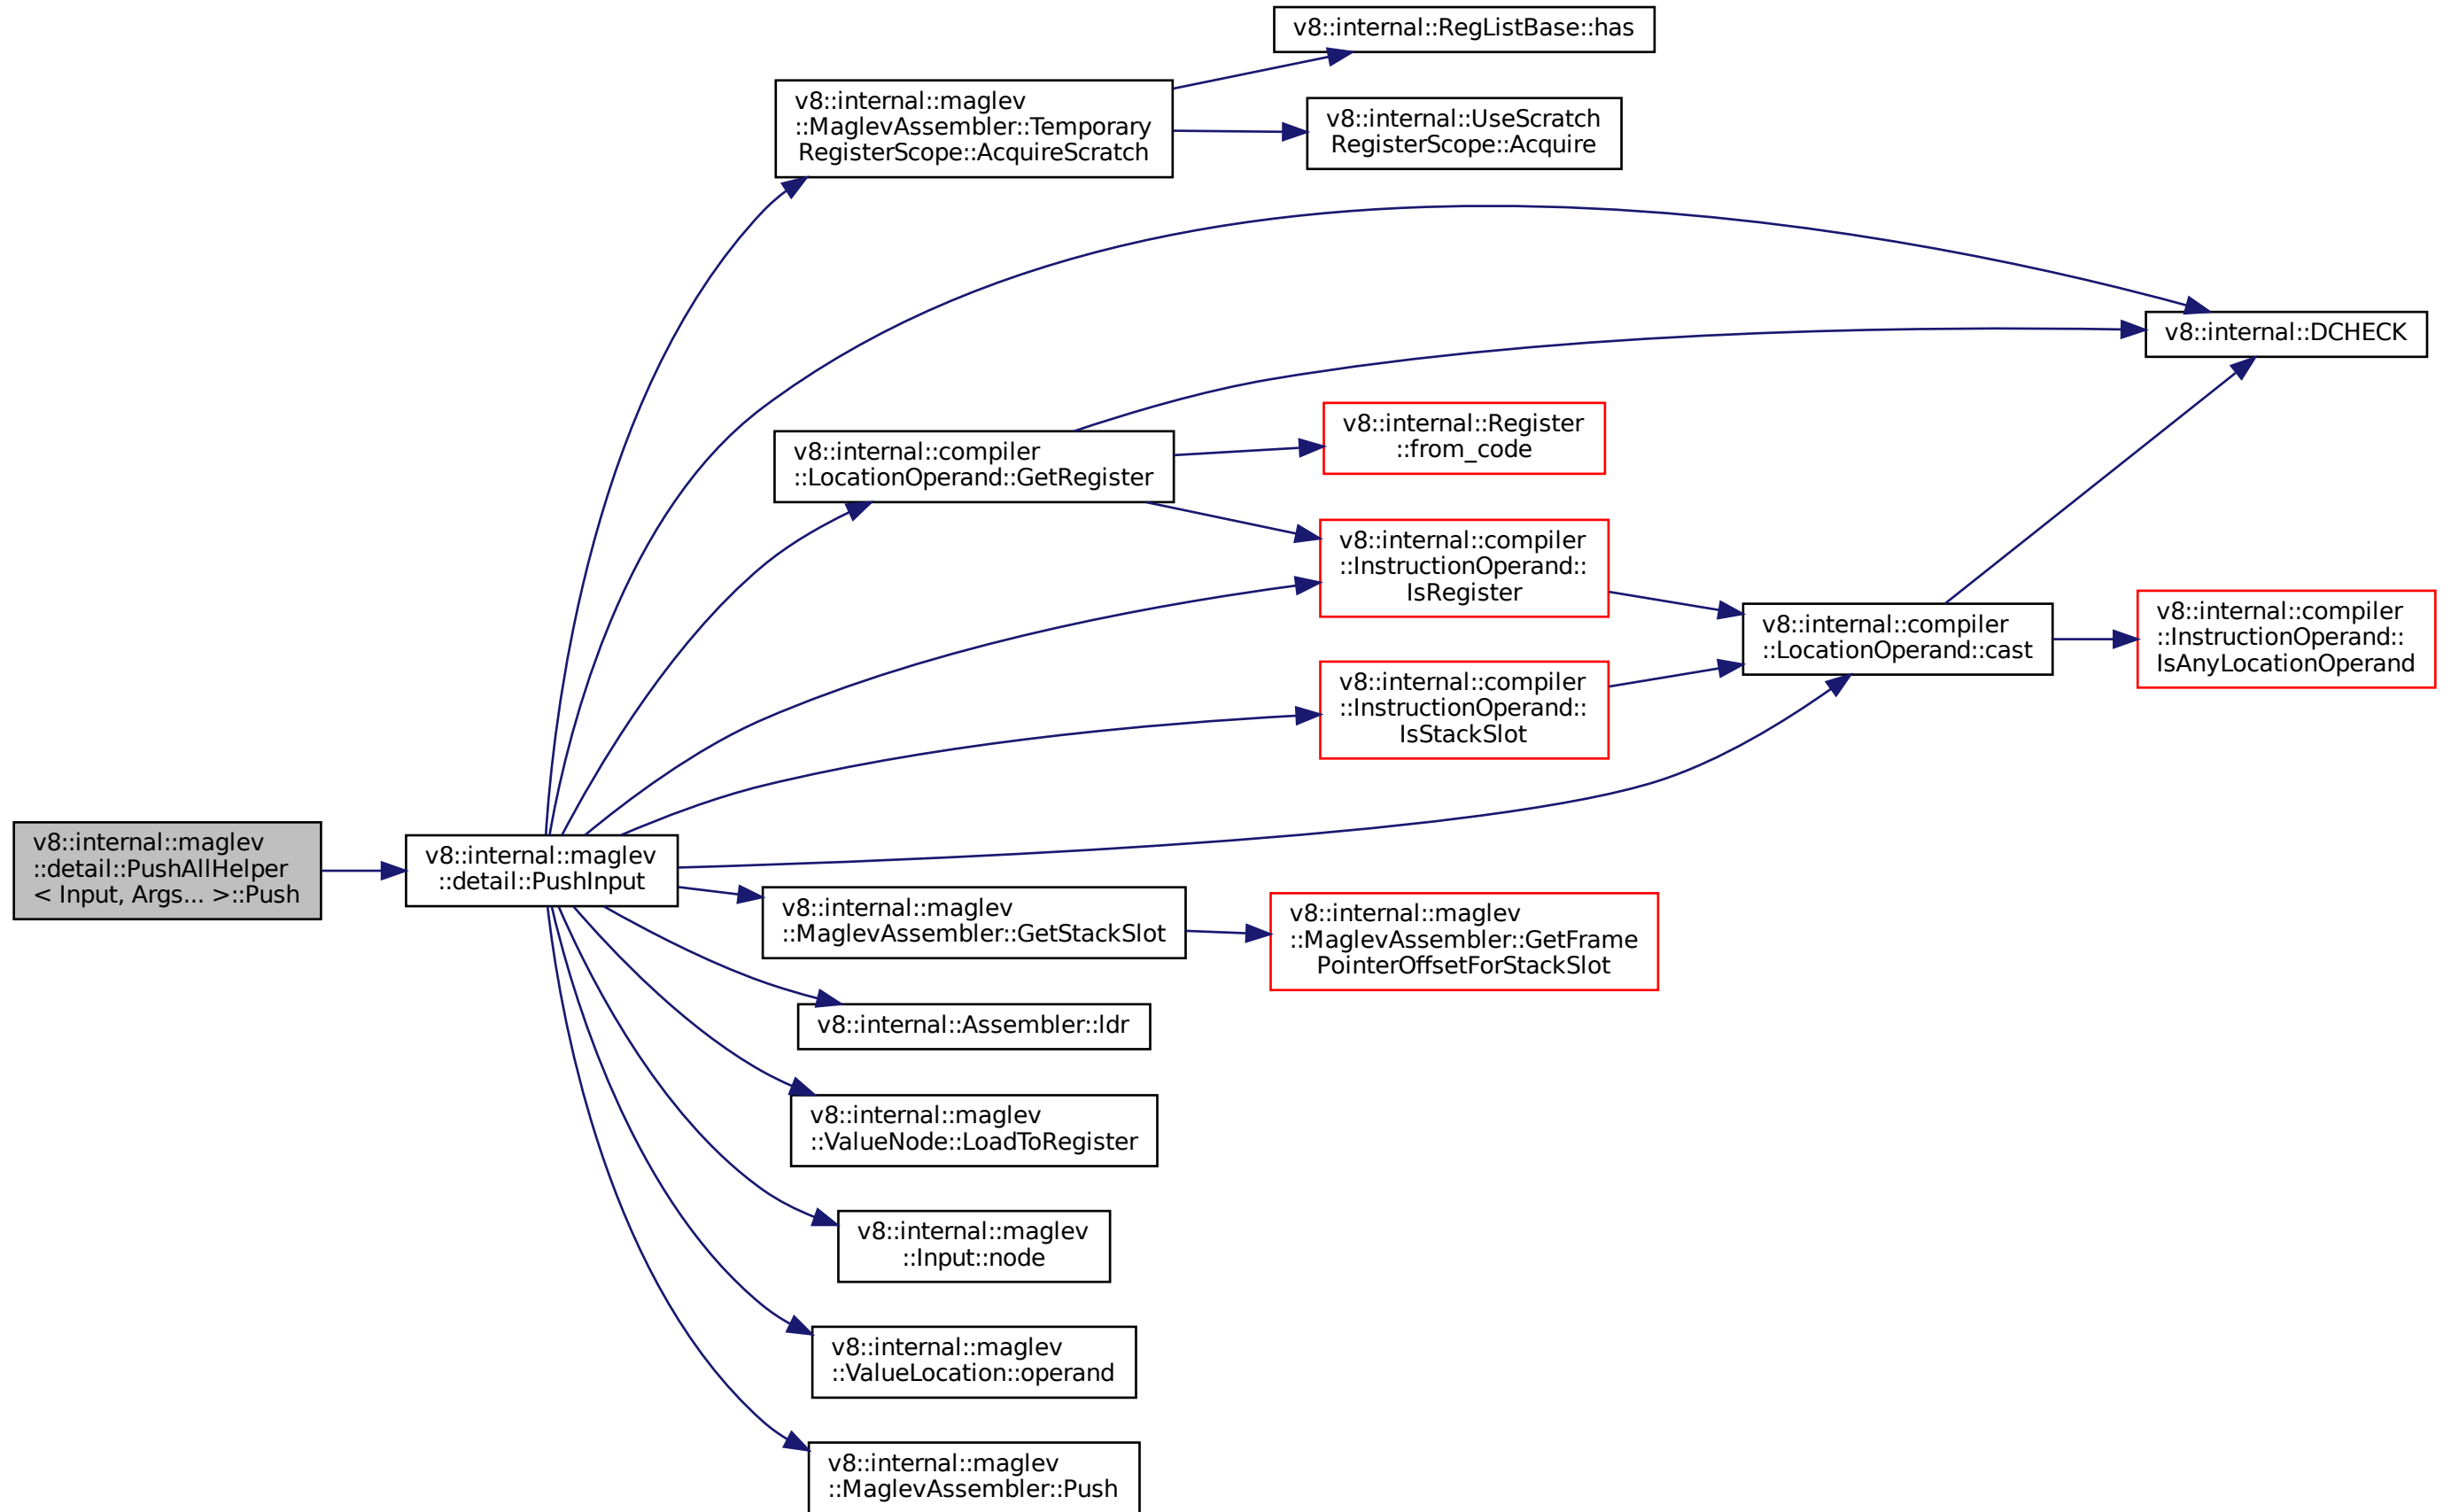 v8::internal::RegListBase::has
v8::internal::maglev
::MaglevAssembler::Temporary
RegisterScope::AcquireScratch
v8::internal::UseScratch
RegisterScope::Acquire
v8::internal::DCHECK
v8::internal::Register
::from_code
v8::internal::compiler
::LocationOperand::GetRegister
v8::internal::compiler
::InstructionOperand::
IsRegister
v8::internal::compiler
::LocationOperand::cast
v8::internal::compiler
::InstructionOperand::
IsAnyLocationOperand
v8::internal::compiler
::InstructionOperand::
IsStackSlot
v8::internal::maglev
::detail::PushAllHelper
< Input, Args... >::Push
v8::internal::maglev
::detail::PushInput
v8::internal::maglev
::MaglevAssembler::GetStackSlot
v8::internal::maglev
::MaglevAssembler::GetFrame
PointerOffsetForStackSlot
v8::internal::Assembler::ldr
v8::internal::maglev
::ValueNode::LoadToRegister
v8::internal::maglev
::Input::node
v8::internal::maglev
::ValueLocation::operand
v8::internal::maglev
::MaglevAssembler::Push